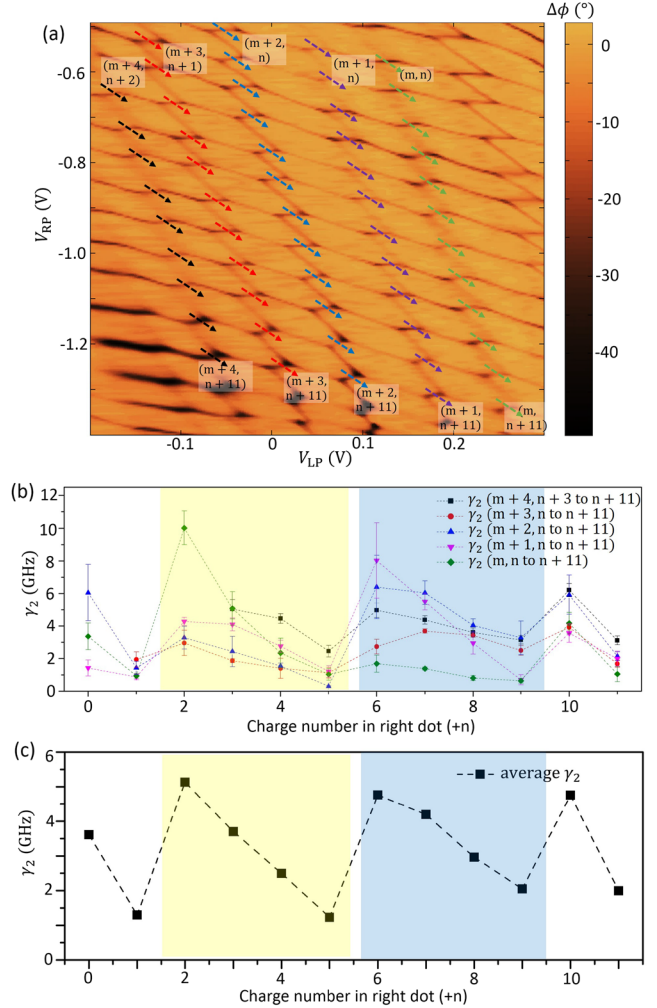 Δϕ (°)
(a)
(m + 3,
n + 1)
(m + 2,
n)
(m + 1,
n)
(m, n)
(m + 4,
n + 2)
-0.6
-0.8
-1.0
-1.2
V_RP (V)
0
-10
-20
-30
-40
(m + 4,
n + 11)
(m + 3,
n + 11)
(m + 2,
n + 11)
(m + 1,
n + 11)
(m,
n + 11)
-0.1
0
0.1
0.2
V_LP (V)
(b)
12
10
8
6
4
2
0
γ₂ (GHz)
γ₂ (m + 4, n + 3 to n + 11)
γ₂ (m + 3, n to n + 11)
γ₂ (m + 2, n to n + 11)
γ₂ (m + 1, n to n + 11)
γ₂ (m, n to n + 11)
0 2 4 6 8 10
Charge number in right dot (+n)
(c)
6
4
2
0
γ₂ (GHz)
average γ₂
0 2 4 6 8 10
Charge number in right dot (+n)